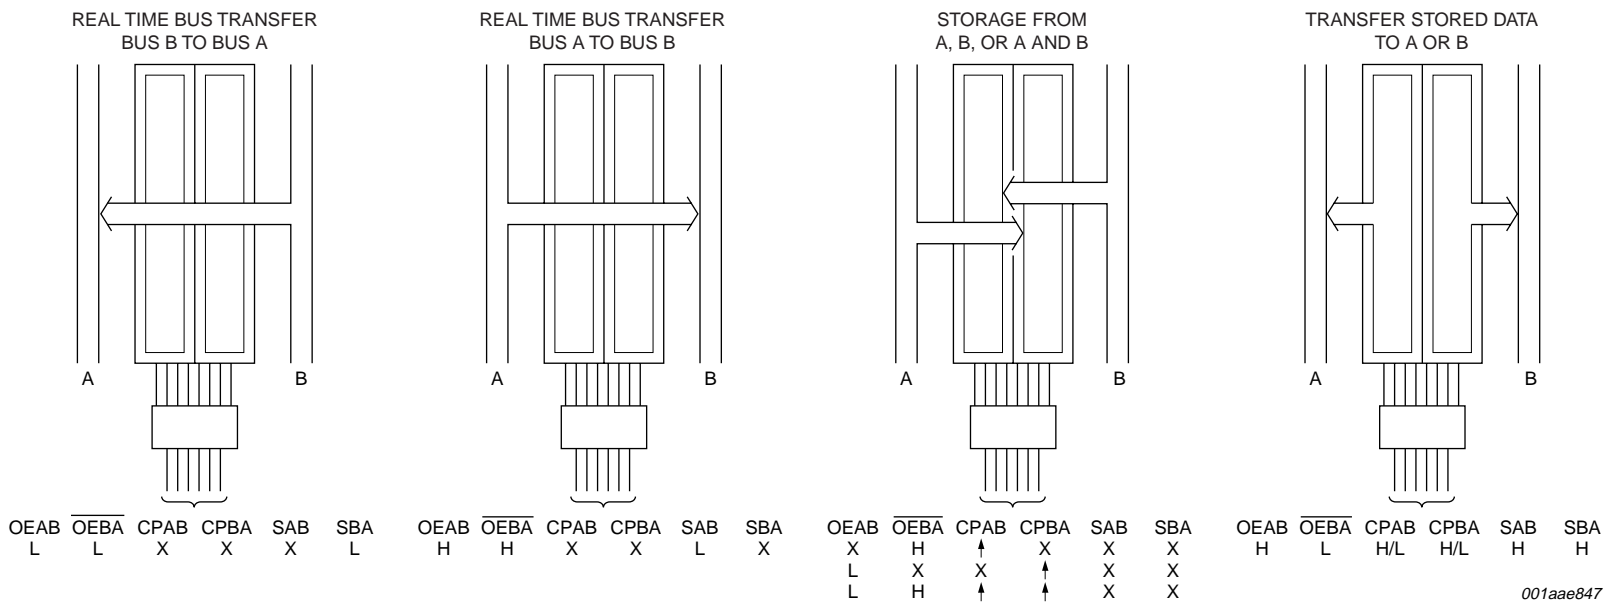 REAL TIME BUS TRANSFER
BUS B TO BUS A
REAL TIME BUS TRANSFER
BUS A TO BUS B
STORAGE FROM
A, B, OR A AND B
TRANSFER STORED DATA
TO A OR B
A B
A B
A B
A B
OEAB OEBA CPAB CPBA SAB SBA
L L X X X L
OEAB OEBA CPAB CPBA SAB SBA
H H X X L X
OEAB OEBA CPAB CPBA SAB SBA
X H ↑ X X X
L X X ↑ X X
L H ↑ ↑ X X
OEAB OEBA CPAB CPBA SAB SBA
H L H/L H/L H H
001aae847